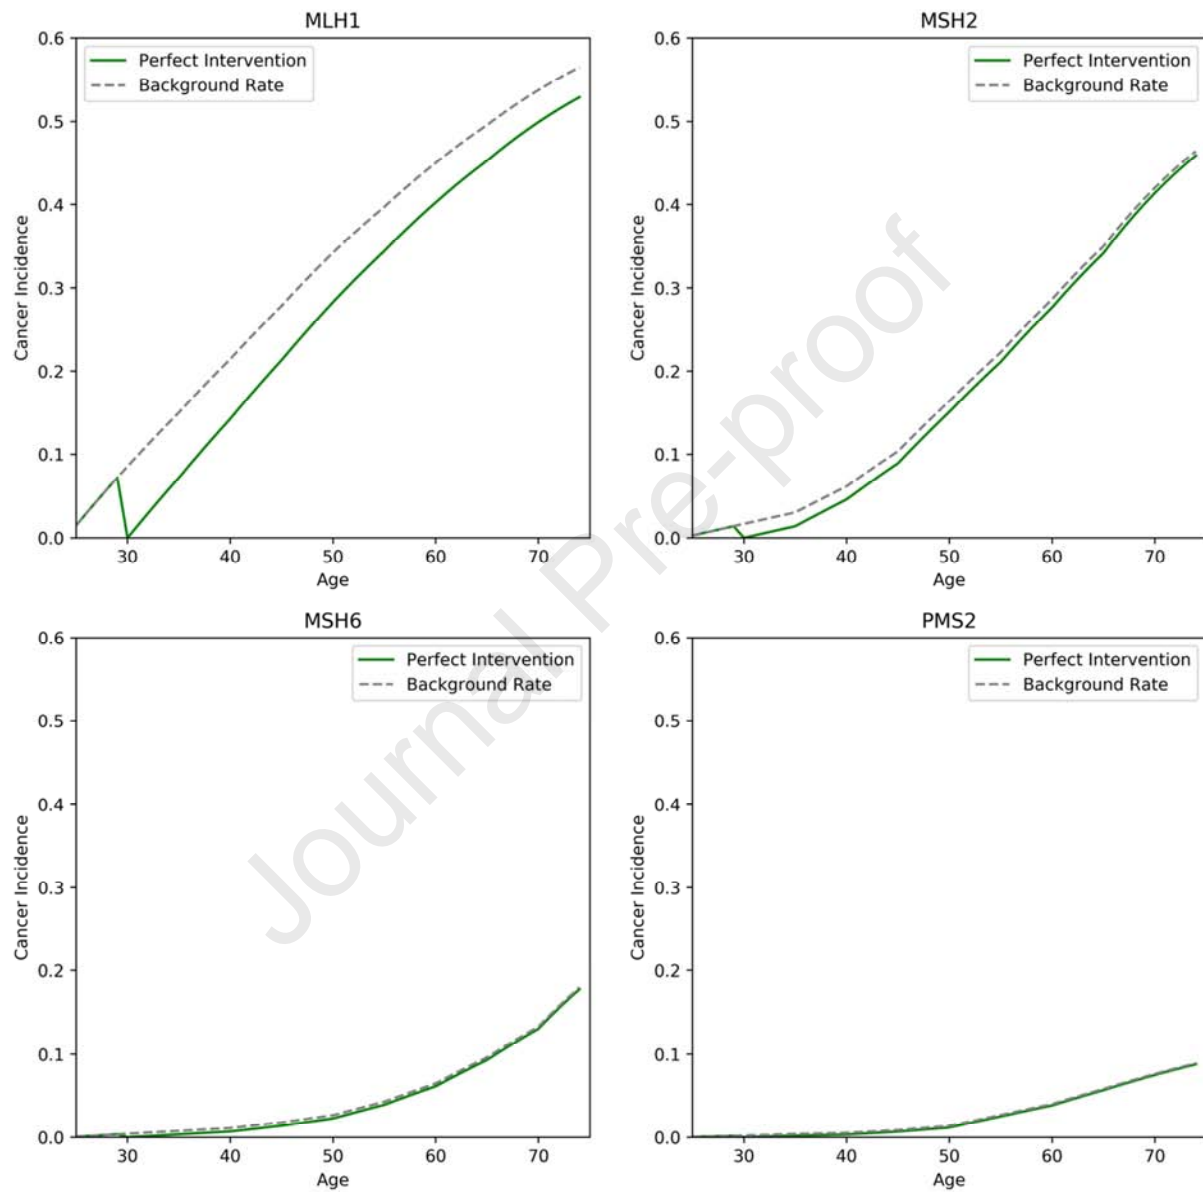 MLH1
0.6
0.5
0.4
0.3
0.2
0.1
0.0
Cancer Incidence
Perfect Intervention
Background Rate
30 40 50 60 70
Age
MSH2
0.6
0.5
0.4
0.3
0.2
0.1
0.0
Cancer Incidence
Perfect Intervention
Background Rate
30 40 50 60 70
Age
MSH6
0.6
0.5
0.4
0.3
0.2
0.1
0.0
Cancer Incidence
Perfect Intervention
Background Rate
30 40 50 60 70
Age
PMS2
0.6
0.5
0.4
0.3
0.2
0.1
0.0
Cancer Incidence
Perfect Intervention
Background Rate
30 40 50 60 70
Age
Journal Pre-proof